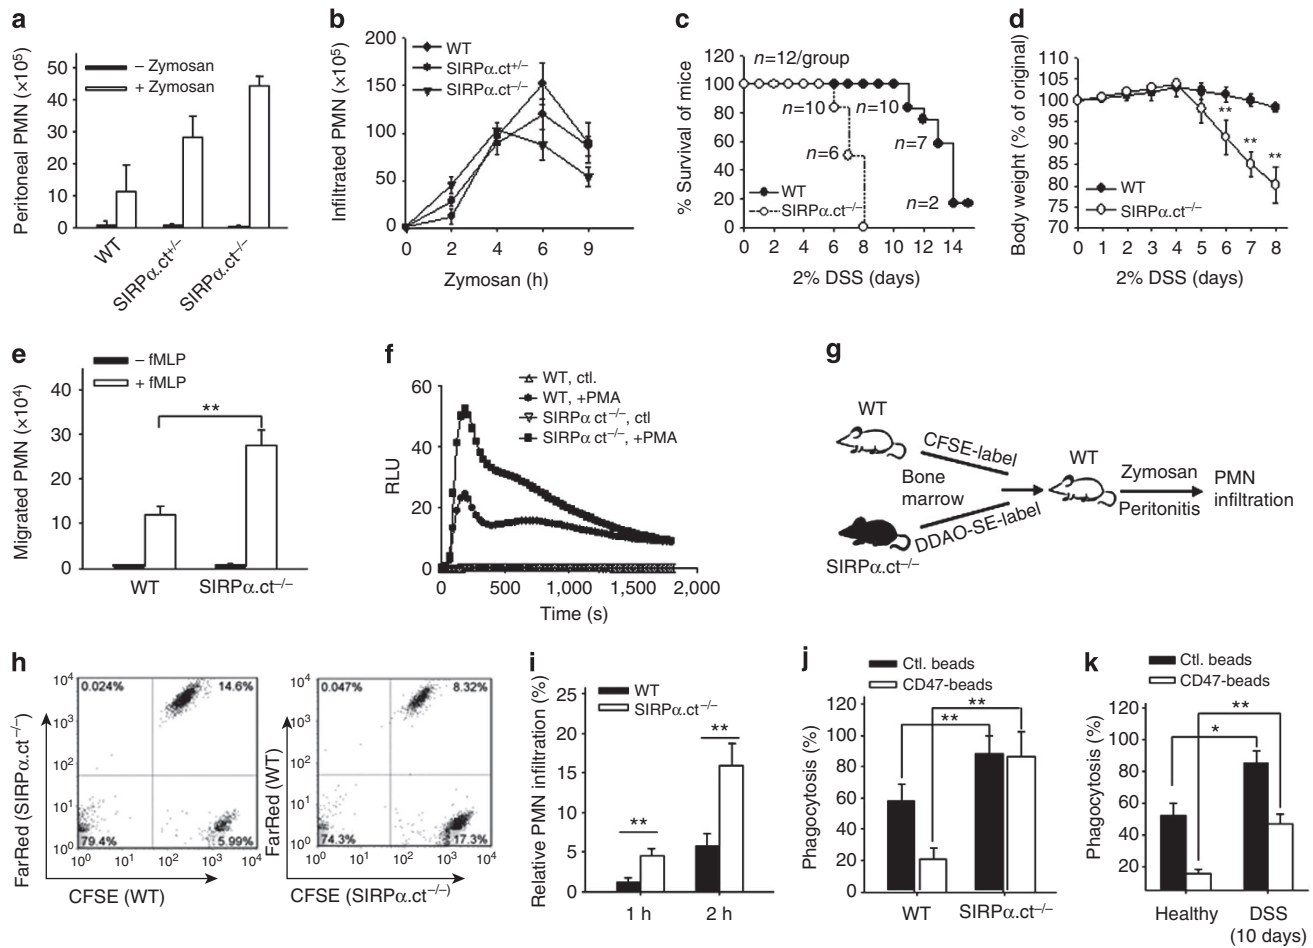 a
Peritoneal PMN (×10⁵)
50
40
30
20
10
0
– Zymosan
+ Zymosan
WT
SIRPα.ct⁺/⁻
SIRPα.ct⁻/⁻
b
Infiltrated PMN (×10⁵)
200
150
100
50
0
WT
SIRPα.ct⁺/⁻
SIRPα.ct⁻/⁻
0 2 4 6 9
Zymosan (h)
c
% Survival of mice
120
100
80
60
40
20
0
n=12/group
n=10
n=10
n=7
n=6
n=2
WT
SIRPα.ct⁻/⁻
0 2 4 6 8 10 12 14
2% DSS (days)
d
Body weight (% of original)
110
105
100
95
90
85
80
75
70
**
**
**
WT
SIRPα.ct⁻/⁻
0 1 2 3 4 5 6 7 8
2% DSS (days)
e
Migrated PMN (×10⁴)
– fMLP
+ fMLP
40
30
20
10
0
**
WT SIRPα.ct⁻/⁻
f
RLU
60
40
20
0
WT, ctl.
WT, +PMA
SIRPα ct⁻/⁻, ctl
SIRPα ct⁻/⁻, +PMA
0 500 1,000 1,500 2,000
Time (s)
g
WT
CFSE-label
Bone
marrow
DDAO-SE-label
SIRPα.ct⁻/⁻
WT
Zymosan
Peritonitis
PMN
infiltration
h
FarRed (SIRPα.ct⁻/⁻)
10⁴
10³
10²
10¹
10⁰
0.024% 14.6%
79.4% 5.99%
10⁰ 10¹ 10² 10³ 10⁴
CFSE (WT)
FarRed (WT)
10⁴
10³
10²
10¹
10⁰
0.047% 8.32%
74.3% 17.3%
10⁰ 10¹ 10² 10³ 10⁴
CFSE (SIRPα.ct⁻/⁻)
i
Relative PMN infiltration (%)
25
20
15
10
5
0
WT
SIRPα.ct⁻/⁻
**
**
1 h 2 h
j
Ctl. beads
CD47-beads
Phagocytosis (%)
120
100
80
60
40
20
0
**
**
WT SIRPα.ct⁻/⁻
k
Ctl. beads
CD47-beads
Phagocytosis (%)
120
100
80
60
40
20
**
*
Healthy DSS
(10 days)